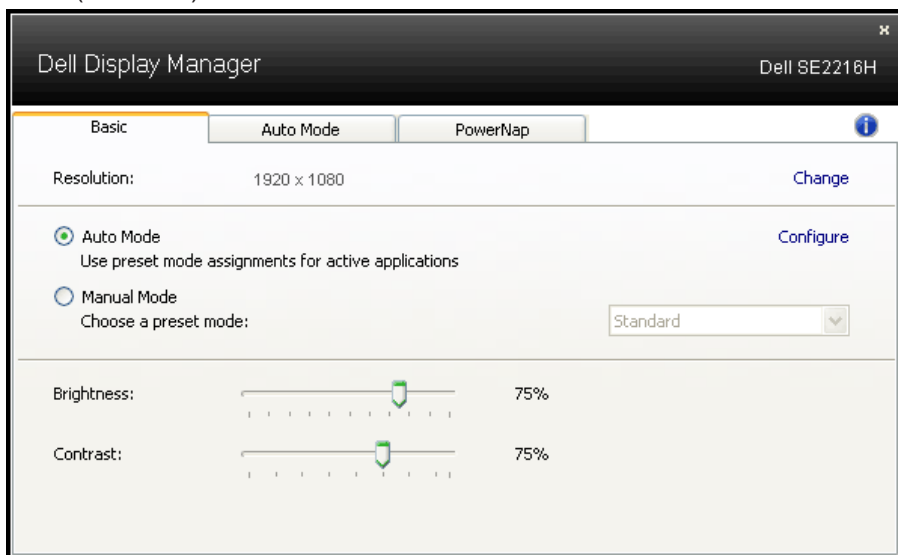 Dell Display Manager
Dell SE2216H
Basic
Auto Mode
PowerNap
Resolution:
1920 x 1080
Change
Auto Mode
Configure
Use preset mode assignments for active applications
Manual Mode
Choose a preset mode:
Standard
Brightness:
75%
Contrast:
75%